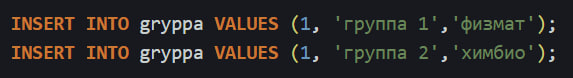 INSERT INTO gryppa VALUES (1, 'группа 1','физмат');
INSERT INTO gryppa VALUES (1, 'группа 2','химбио');